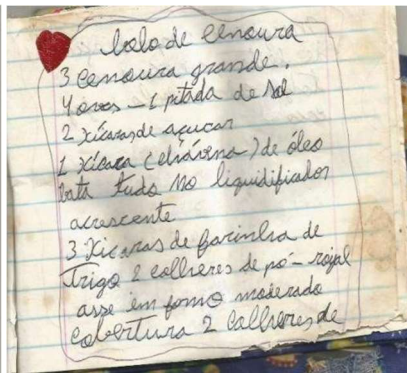 bolo de cenoura
3 cenoura grande.
4 ovos - 1 pitada de sal
2 xícaras de açucar
1 xícara (chávena) de óleo
bata tudo no liquidificador
acrescente
3 xicaras de farinha de
trigo 2 colheres de pó-royal
asse em forno moderado
cobertura 2 colheres de